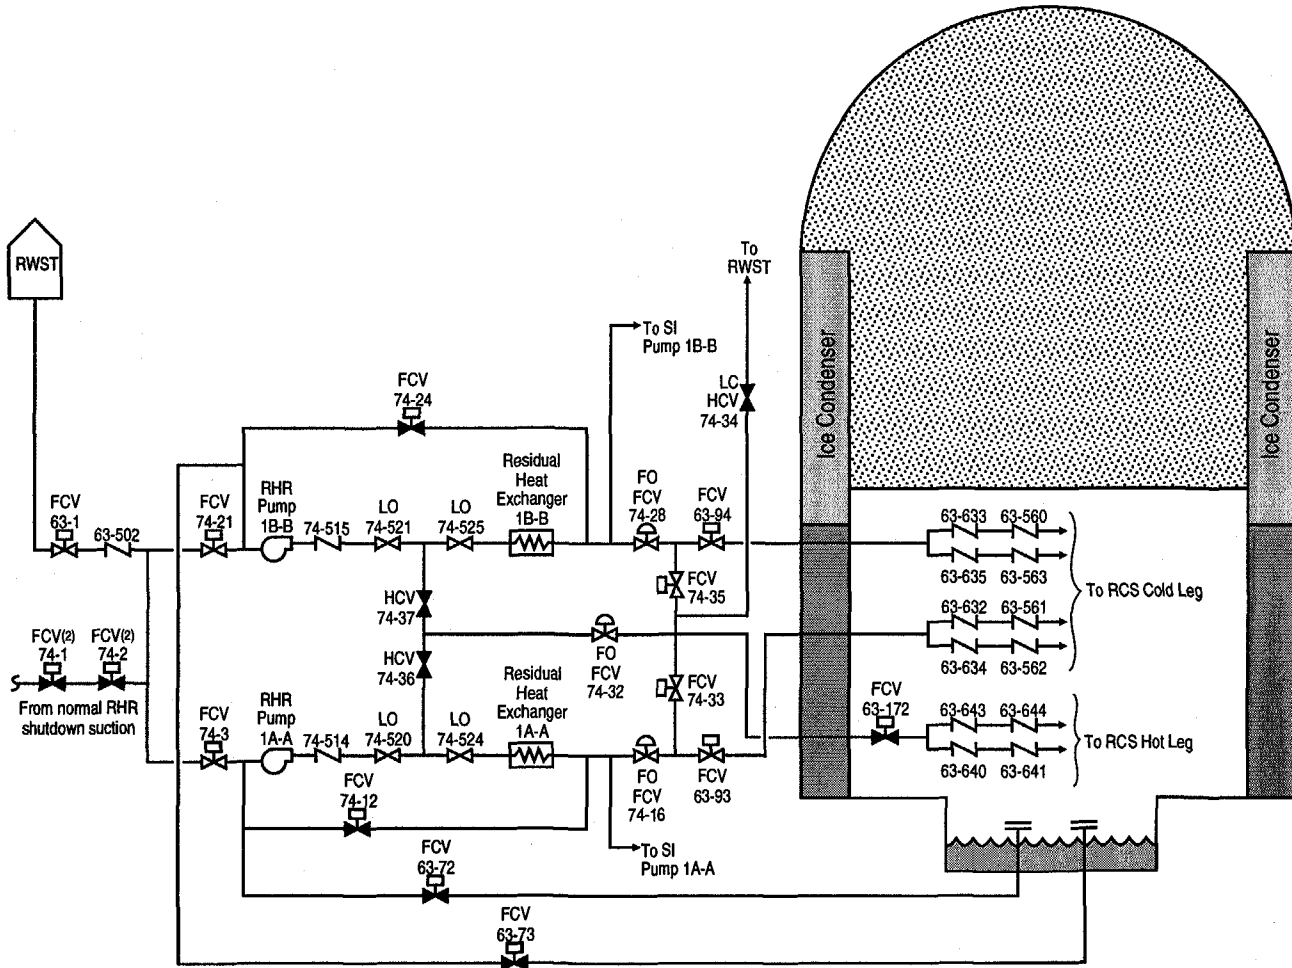 RWST
To
RWST
To SI
Pump 1B-B
LC
HCV
74-34
Ice Condenser
Ice Condenser
FCV
74-24
FCV
63-1
63-502
FCV
74-21
RHR
Pump
1B-B
74-515
LO
74-521
LO
74-525
Residual
Heat
Exchanger
1B-B
FO
FCV
74-28
FCV
63-94
63-633
63-560
63-635
63-563
63-632
63-561
63-634
63-562
To RCS Cold Leg
FCV
74-35
HCV
74-37
HCV
74-36
FO
FCV
74-32
FCV
74-33
FCV(2)
74-1
FCV(2)
74-2
From normal RHR
shutdown suction
FCV
74-3
RHR
Pump
1A-A
74-514
LO
74-520
LO
74-524
Residual
Heat
Exchanger
1A-A
FO
FCV
74-16
FCV
63-93
FCV
63-172
63-643
63-644
63-640
63-641
To RCS Hot Leg
FCV
74-12
To SI
Pump 1A-A
FCV
63-72
FCV
63-73